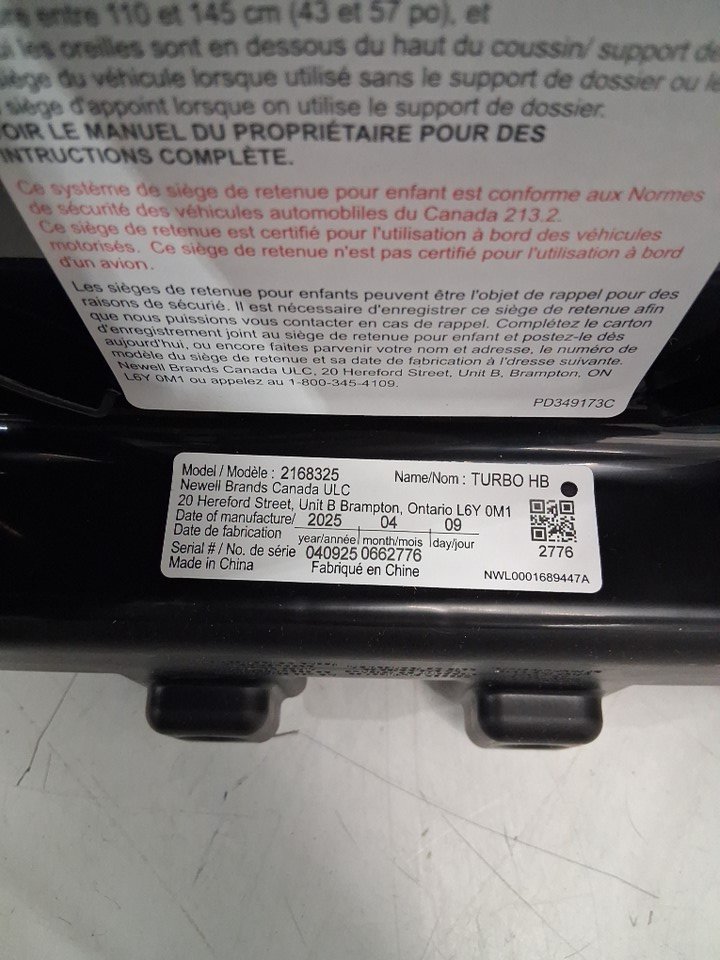 entre 110 et 145 cm (43 et 57 po), et
les oreilles sont en dessous du haut du coussin/ support de
siège du véhicule lorsque utilisé sans le support de dossier ou le
siège d'appoint lorsque on utilise le support de dossier.
OIR LE MANUEL DU PROPRIÉTAIRE POUR DES
INTRUCTIONS COMPLÈTE.
Ce système de siège de retenue pour enfant est conforme aux Normes
de sécurité des véhicules automobliles du Canada 213.2.
Ce siège de retenue est certifié pour l'utilisation à bord des véhicules
motorisés. Ce siège de retenue n'est pas certifié pour l'utilisation à bord
d'un avion.
Les sièges de retenue pour enfants peuvent être l'objet de rappel pour des
raisons de sécurié. Il est nécessaire d'enregistrer ce siège de retenue afin
que nous puissions vous contacter en cas de rappel. Complétez le carton
d'enregistrement joint au siège de retenue pour enfant et postez-le dès
aujourd'hui, ou encore faites parvenir votre nom et adresse, le numéro de
modèle du siège de retenue et sa date de fabrication à l'dresse suivante.
Newell Brands Canada ULC, 20 Hereford Street, Unit B, Brampton, ON
L6Y 0M1 ou appelez au 1-800-345-4109.
PD349173C
Model / Modèle : 2168325 Name/Nom : TURBO HB
Newell Brands Canada ULC
20 Hereford Street, Unit B Brampton, Ontario L6Y 0M1
Date of manufacture/ 2025 04 09
Date de fabrication year/année month/mois day/jour
Serial # / No. de série 040925 0662776 2776
Made in China Fabriqué en Chine NWL0001689447A